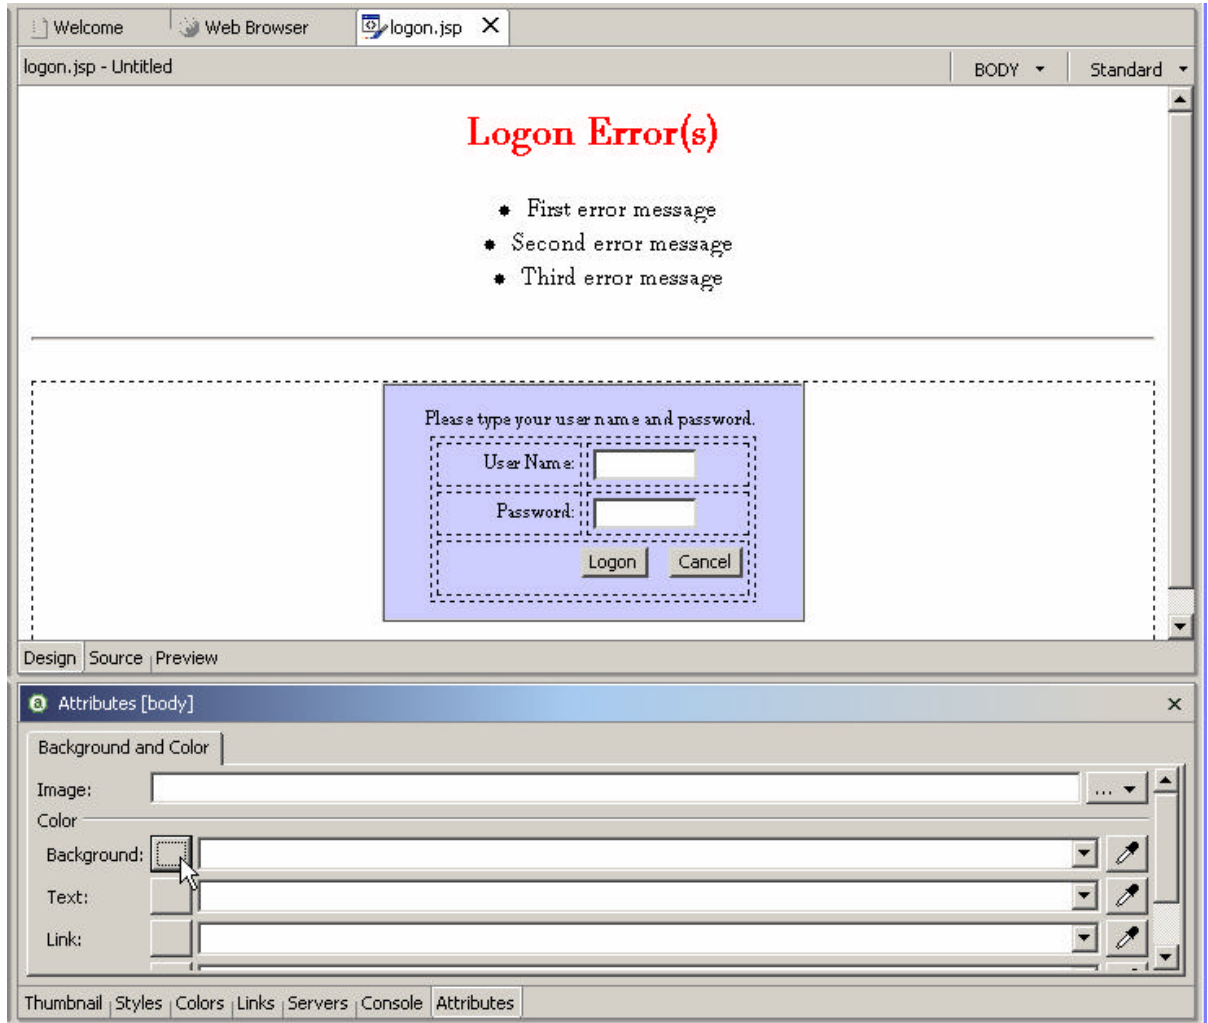 Welcome Web Browser logon.jsp
logon.jsp - Untitled BODY Standard
Logon Error(s)
First error message
Second error message
Third error message
Please type your user name and password.
User Name:
Password:
Logon Cancel
Design Source Preview
a Attributes [body]
Background and Color
Image: ...
Color
Background:
Text:
Link:
Thumbnail Styles Colors Links Servers Console Attributes